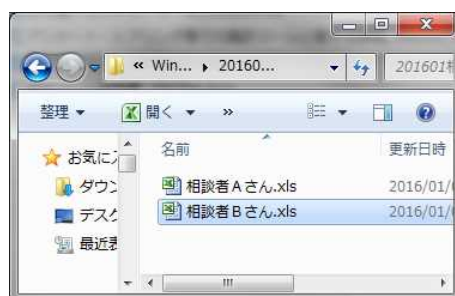 « Win... ▸ 20160... 201601
整理 開く »
お気に
名前 更新日時
ダウン
相談者Aさん.xls 2016/01/
デスク
相談者Bさん.xls 2016/01/
最近